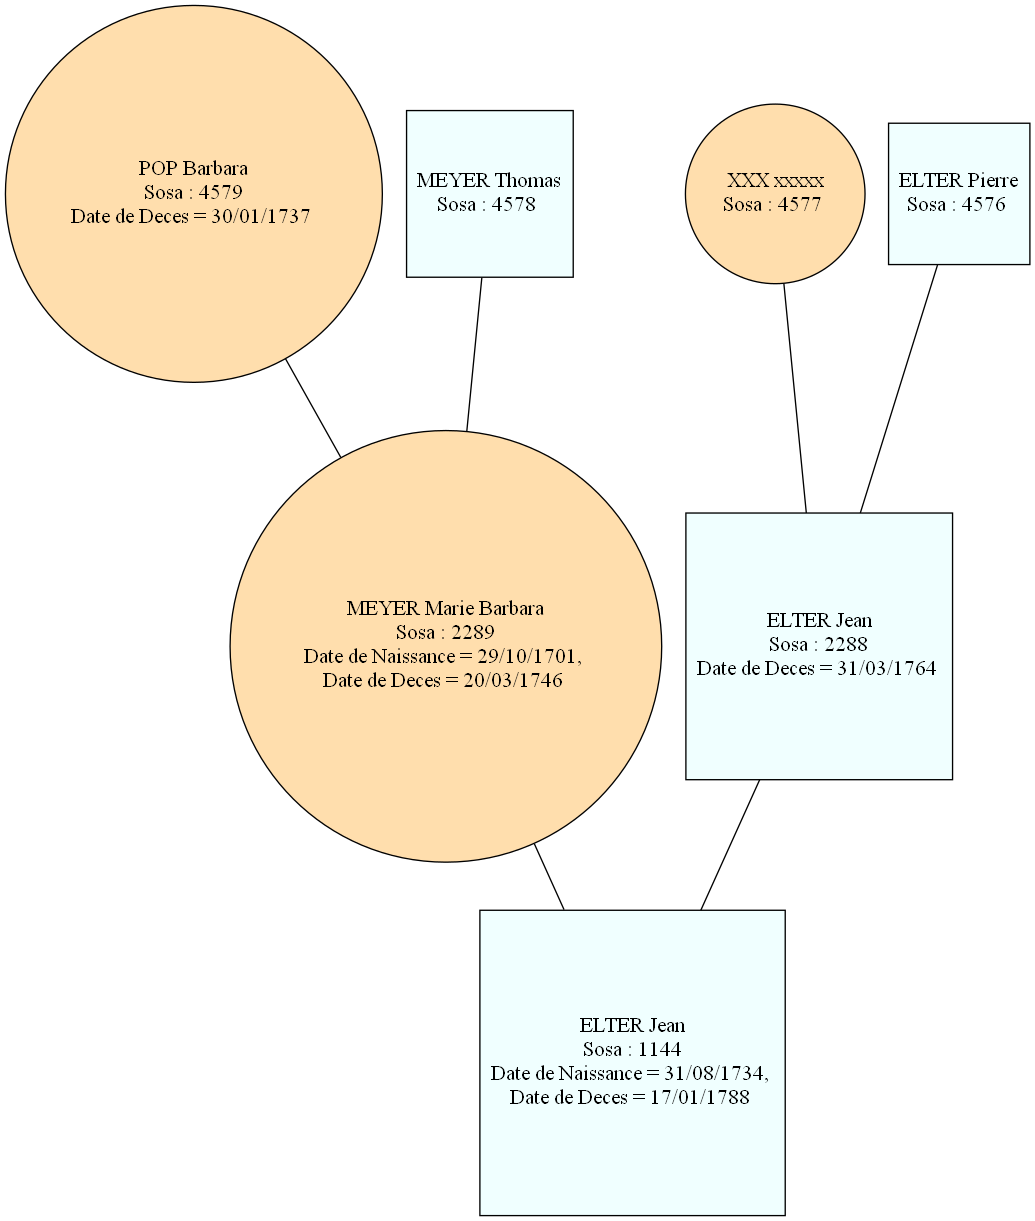 POP Barbara
Sosa : 4579
Date de Deces = 30/01/1737
MEYER Thomas
Sosa : 4578
XXX xxxxx
Sosa : 4577
ELTER Pierre
Sosa : 4576
MEYER Marie Barbara
Sosa : 2289
Date de Naissance = 29/10/1701,
Date de Deces = 20/03/1746
ELTER Jean
Sosa : 2288
Date de Deces = 31/03/1764
ELTER Jean
Sosa : 1144
Date de Naissance = 31/08/1734,
Date de Deces = 17/01/1788